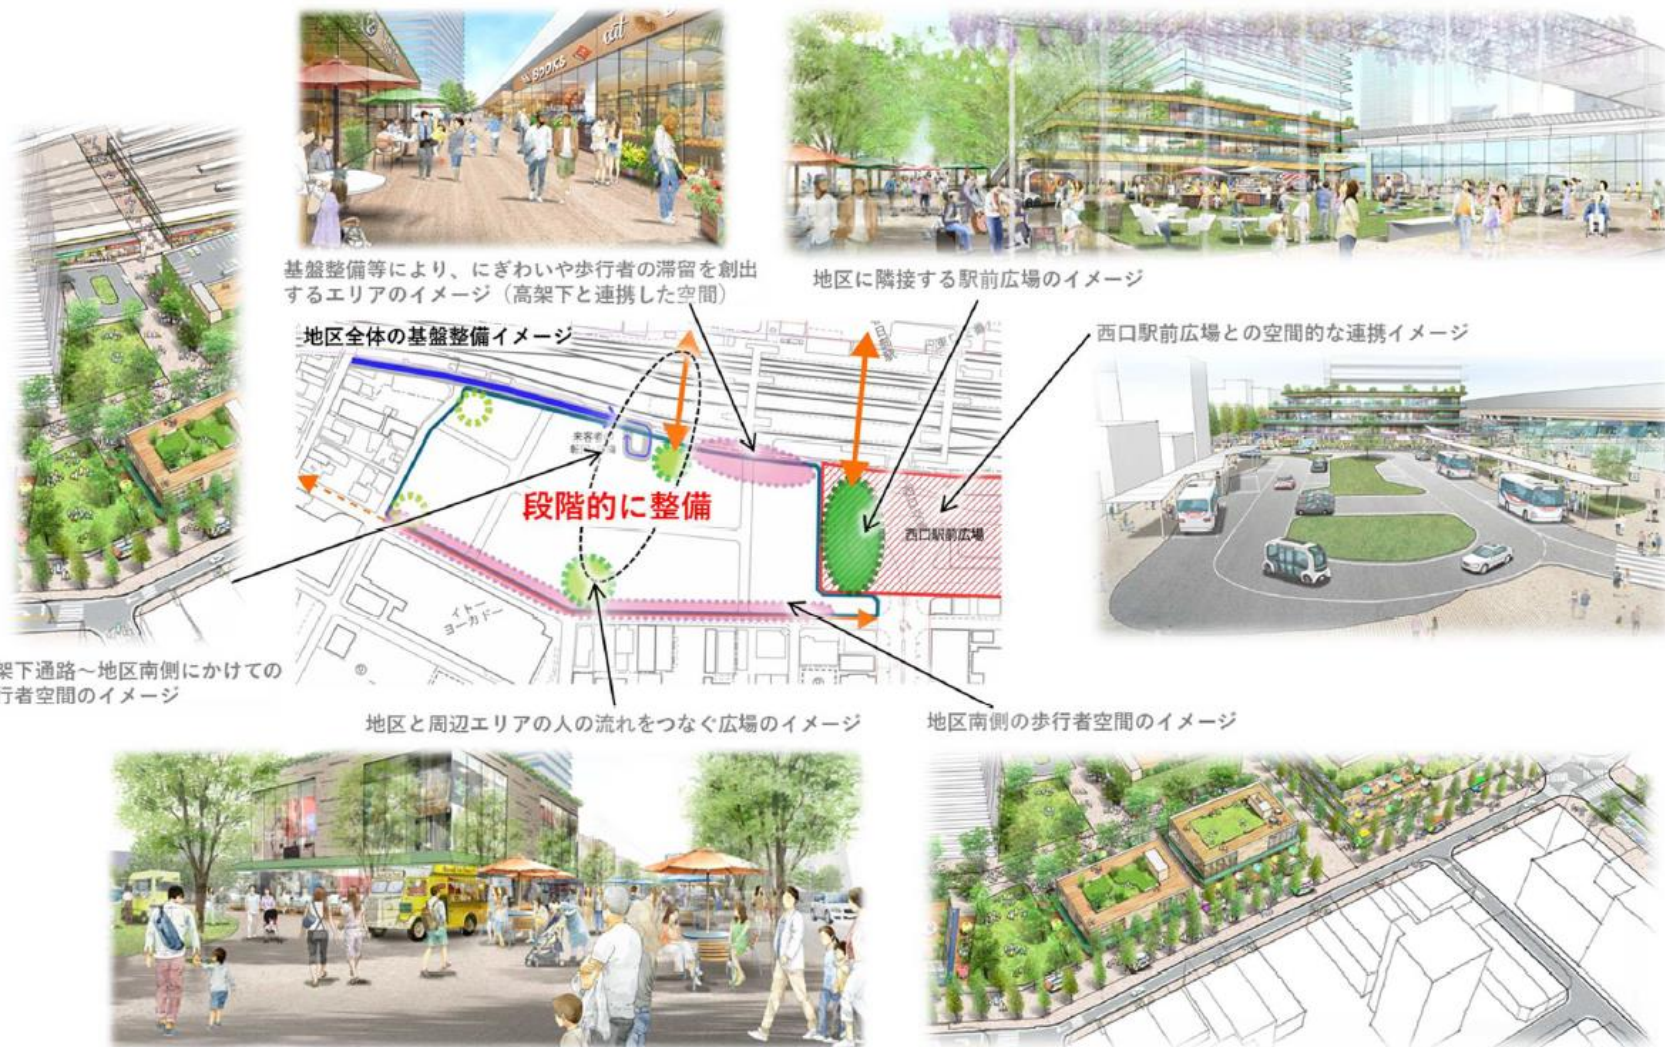 cat
BOOKS
基盤整備等により、にぎわいや歩行者の滞留を創出
するエリアのイメージ（高架下と連携した空間）
地区に隣接する駅前広場のイメージ
地区全体の基盤整備イメージ
西口駅前広場との空間的な連携イメージ
段階的に整備
西口駅前広場
イトー
ヨーカドー
架下通路～地区南側にかけての
行者空間のイメージ
地区と周辺エリアの人の流れをつなぐ広場のイメージ
地区南側の歩行者空間のイメージ